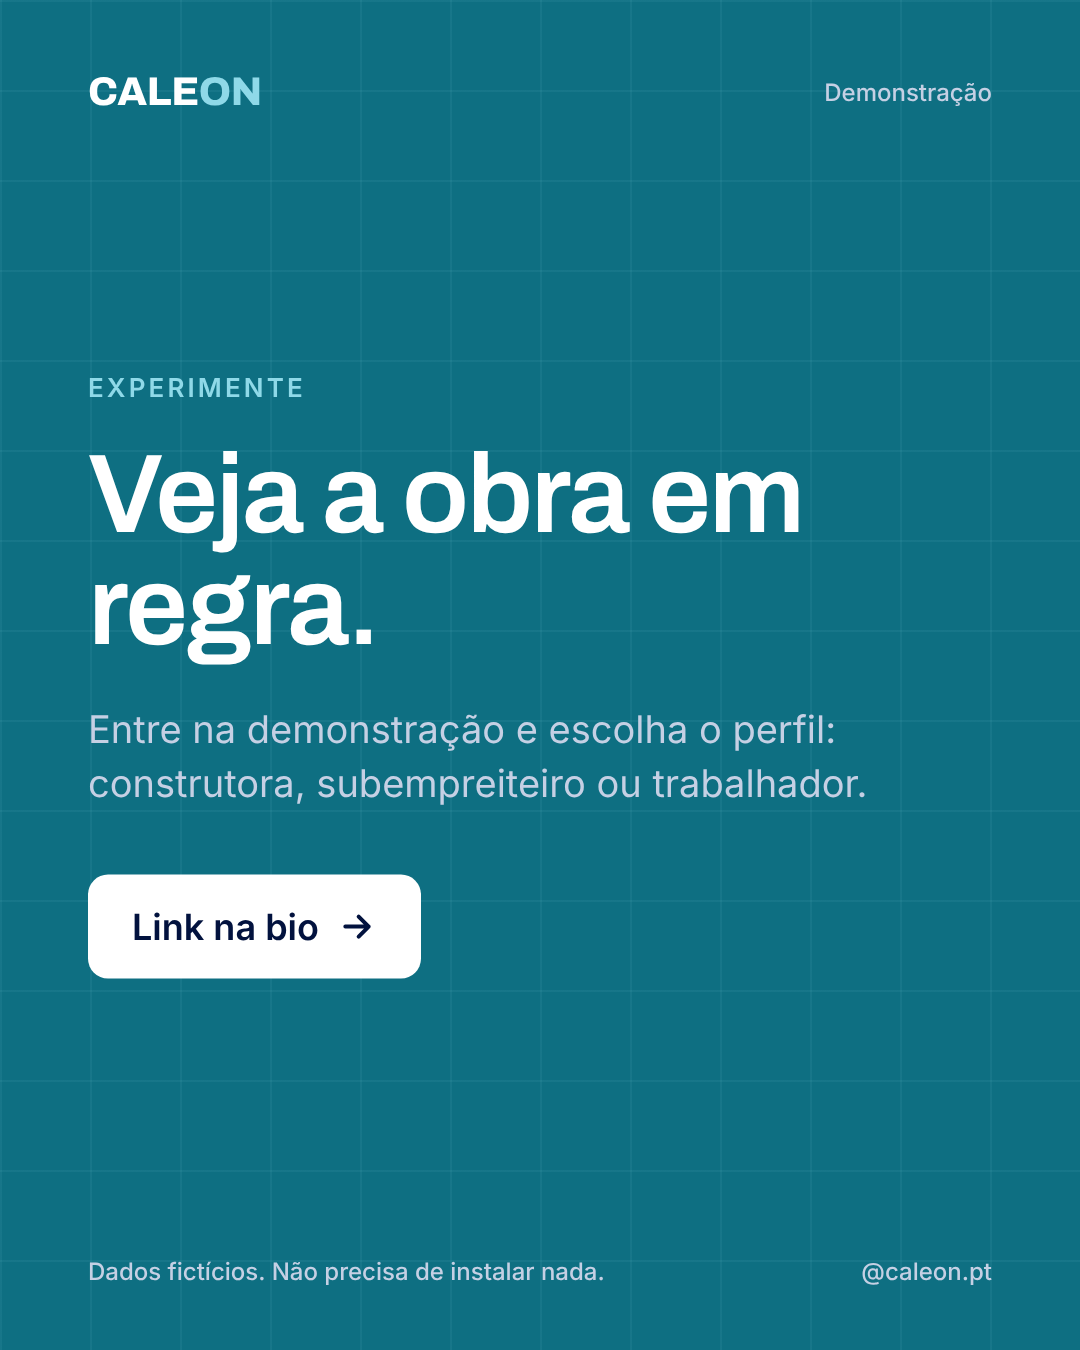 CALEON
Demonstração
EXPERIMENTE
Veja a obra em
regra.
Entre na demonstração e escolha o perfil:
construtora, subempreiteiro ou trabalhador.
Link na bio →
Dados fictícios. Não precisa de instalar nada.
@caleon.pt